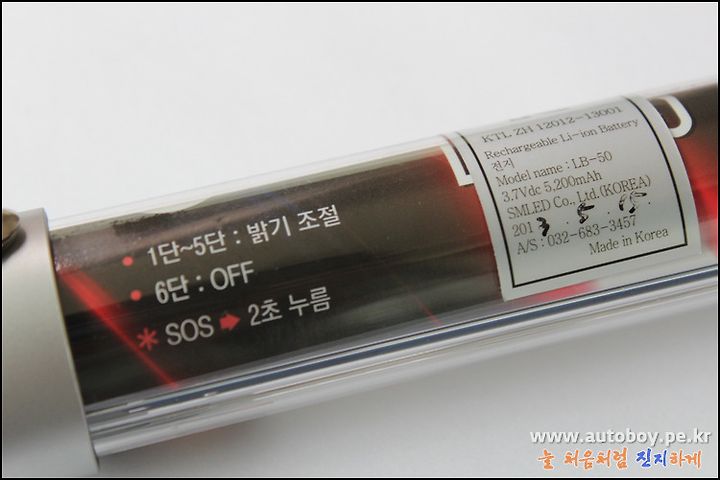 • 1단~5단 : 밝기 조절
• 6단 : OFF
* SOS ➡ 2초 누름
KTL ZH 12012-13001
Rechargeable Li-ion Battery
전지
Model name : LB-50
3.7Vdc 5,200mAh
SMLED Co., Ltd.(KOREA)
2013 . 5 . 15.
A/S : 032-683-3457
Made in Korea
www.autoboy.pe.kr
늘 처음처럼 진지하게